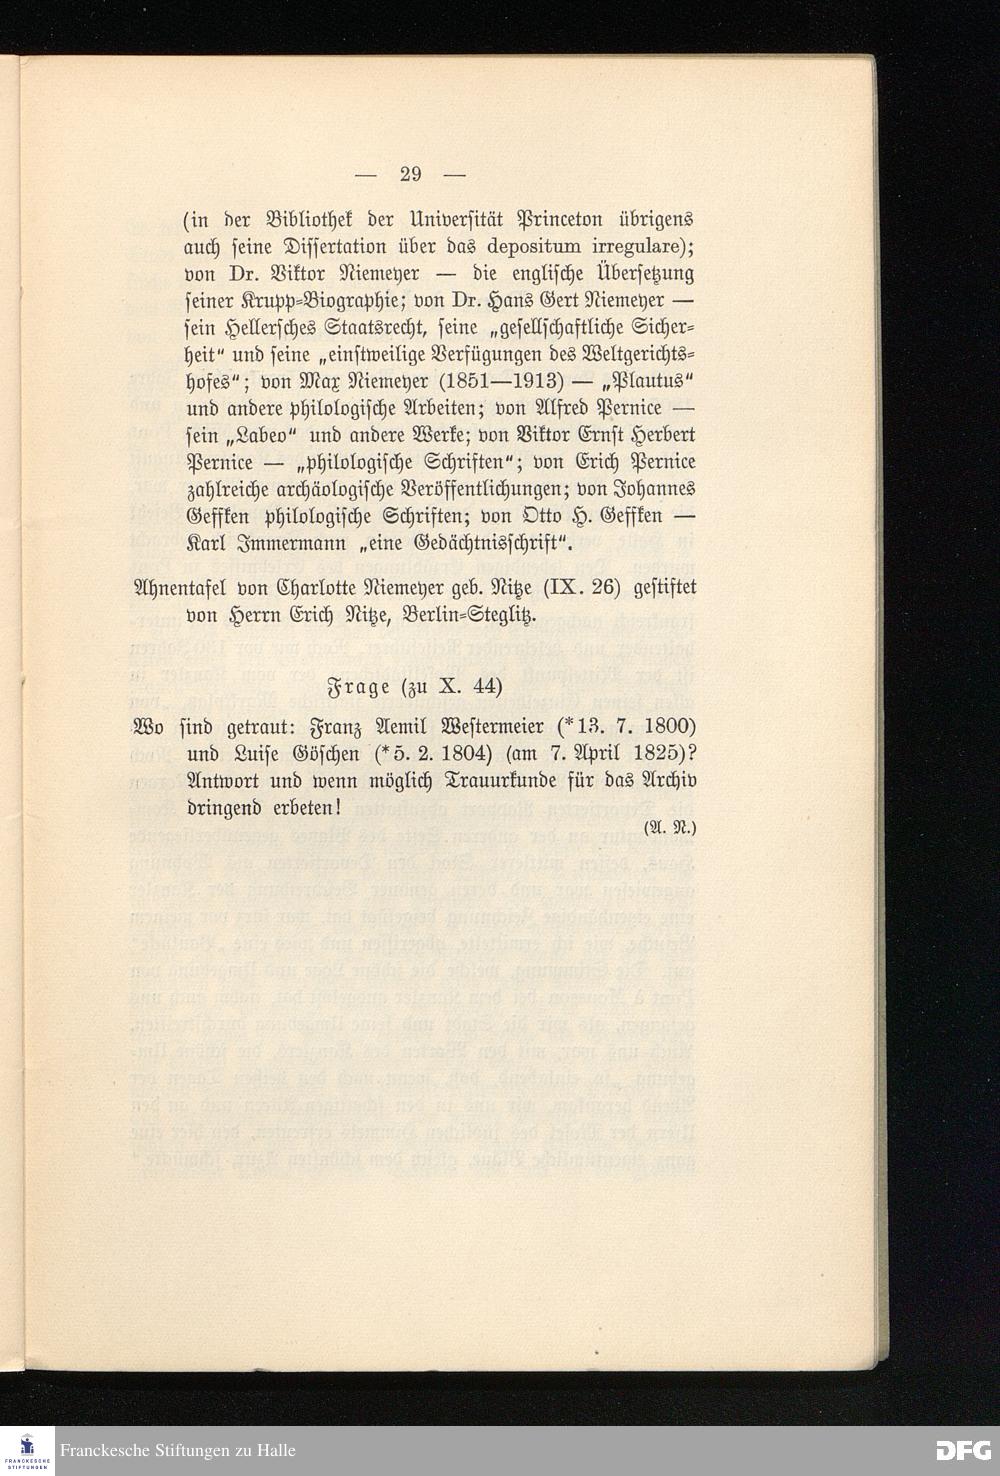 — 29 —
(in der Bibliothek der Universität Princeton übrigens
auch seine Dissertation über das depositum irregulare);
von Dr. Viktor Niemeyer — die englische Übersetzung
seiner Krupp-Biographie; von Dr. Hans Gert Niemeyer —
sein Hellersches Staatsrecht, seine „gesellschaftliche Sicher-
heit“ und seine „einstweilige Verfügungen des Weltgerichts-
hofes“; von Max Niemeyer (1851—1913) — „Plautus“
und andere philologische Arbeiten; von Alfred Pernice —
sein „Labeo“ und andere Werke; von Viktor Ernst Herbert
Pernice — „philologische Schriften“; von Erich Pernice
zahlreiche archäologische Veröffentlichungen; von Johannes
Geffken philologische Schriften; von Otto H. Geffken —
Karl Immermann „eine Gedächtnisschrift“.
Ahnentafel von Charlotte Niemeyer geb. Nitze (IX. 26) gestiftet
von Herrn Erich Nitze, Berlin-Steglitz.
Frage (zu X. 44)
Wo sind getraut: Franz Aemil Westermeier (* 13. 7. 1800)
und Luise Göschen (* 5. 2. 1804) (am 7. April 1825)?
Antwort und wenn möglich Trauurkunde für das Archiv
dringend erbeten!
(A. N.)
FRANCKESCHE
STIFTUNGEN
Franckesche Stiftungen zu Halle
DFG